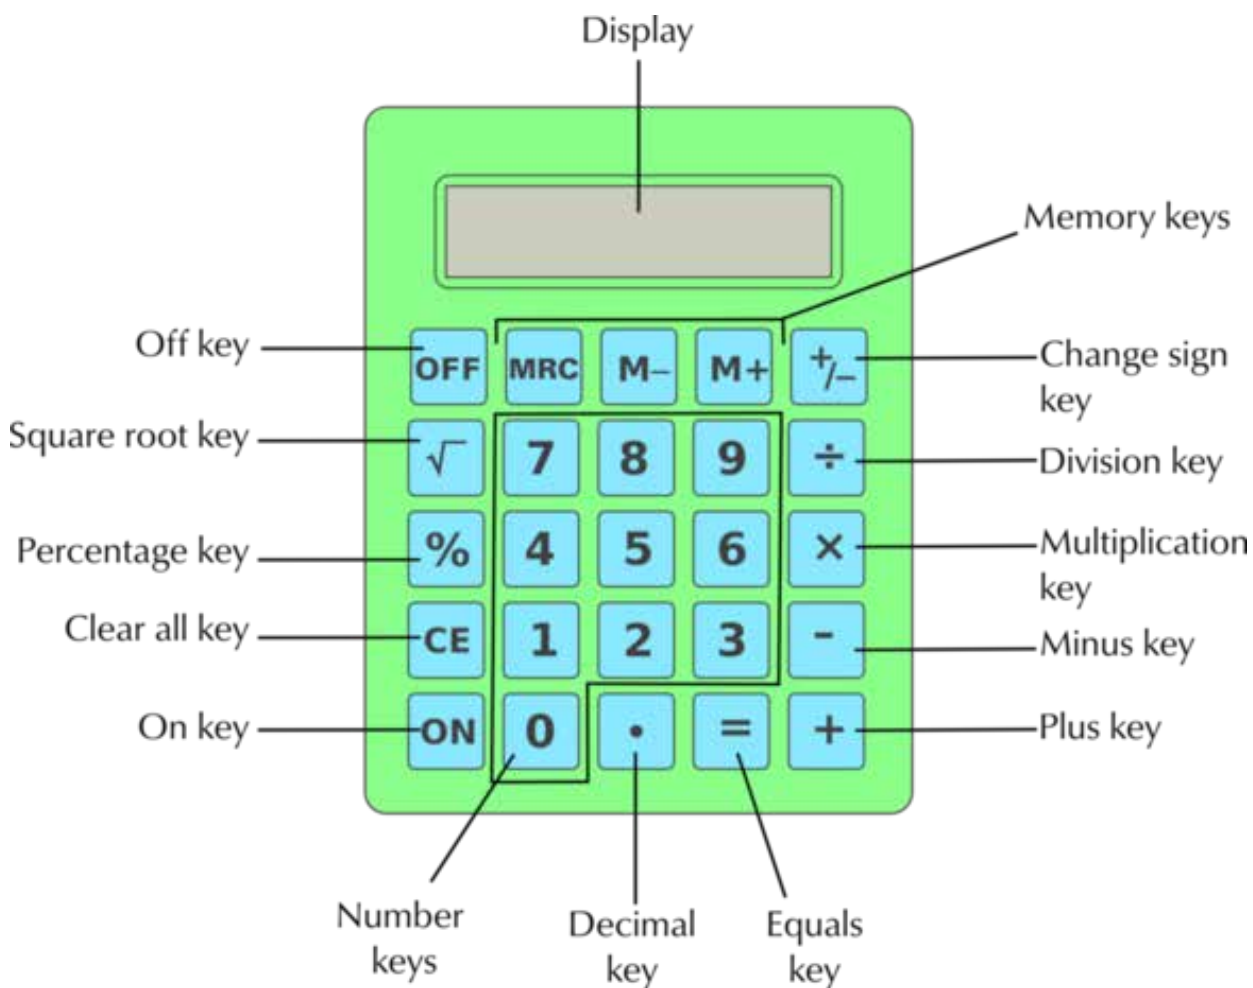 Display
Memory keys
Off key
OFF
MRC
M–
M+
+/–
Change sign
key
Square root key
√
7
8
9
÷
Division key
Percentage key
%
4
5
6
×
Multiplication
key
Clear all key
CE
1
2
3
-
Minus key
On key
ON
0
.
=
+
Plus key
Number
keys
Decimal
key
Equals
key